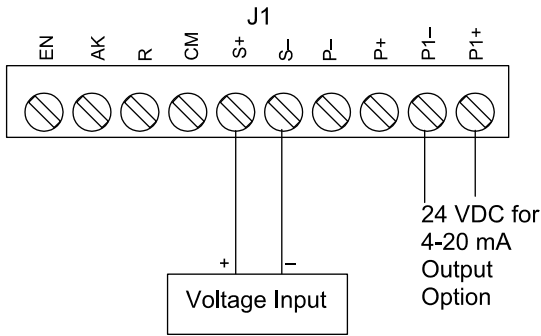 J1
EN AK R CM S+ S– P– P+ P1– P1+
+ –
Voltage Input
24 VDC for
4-20 mA
Output
Option